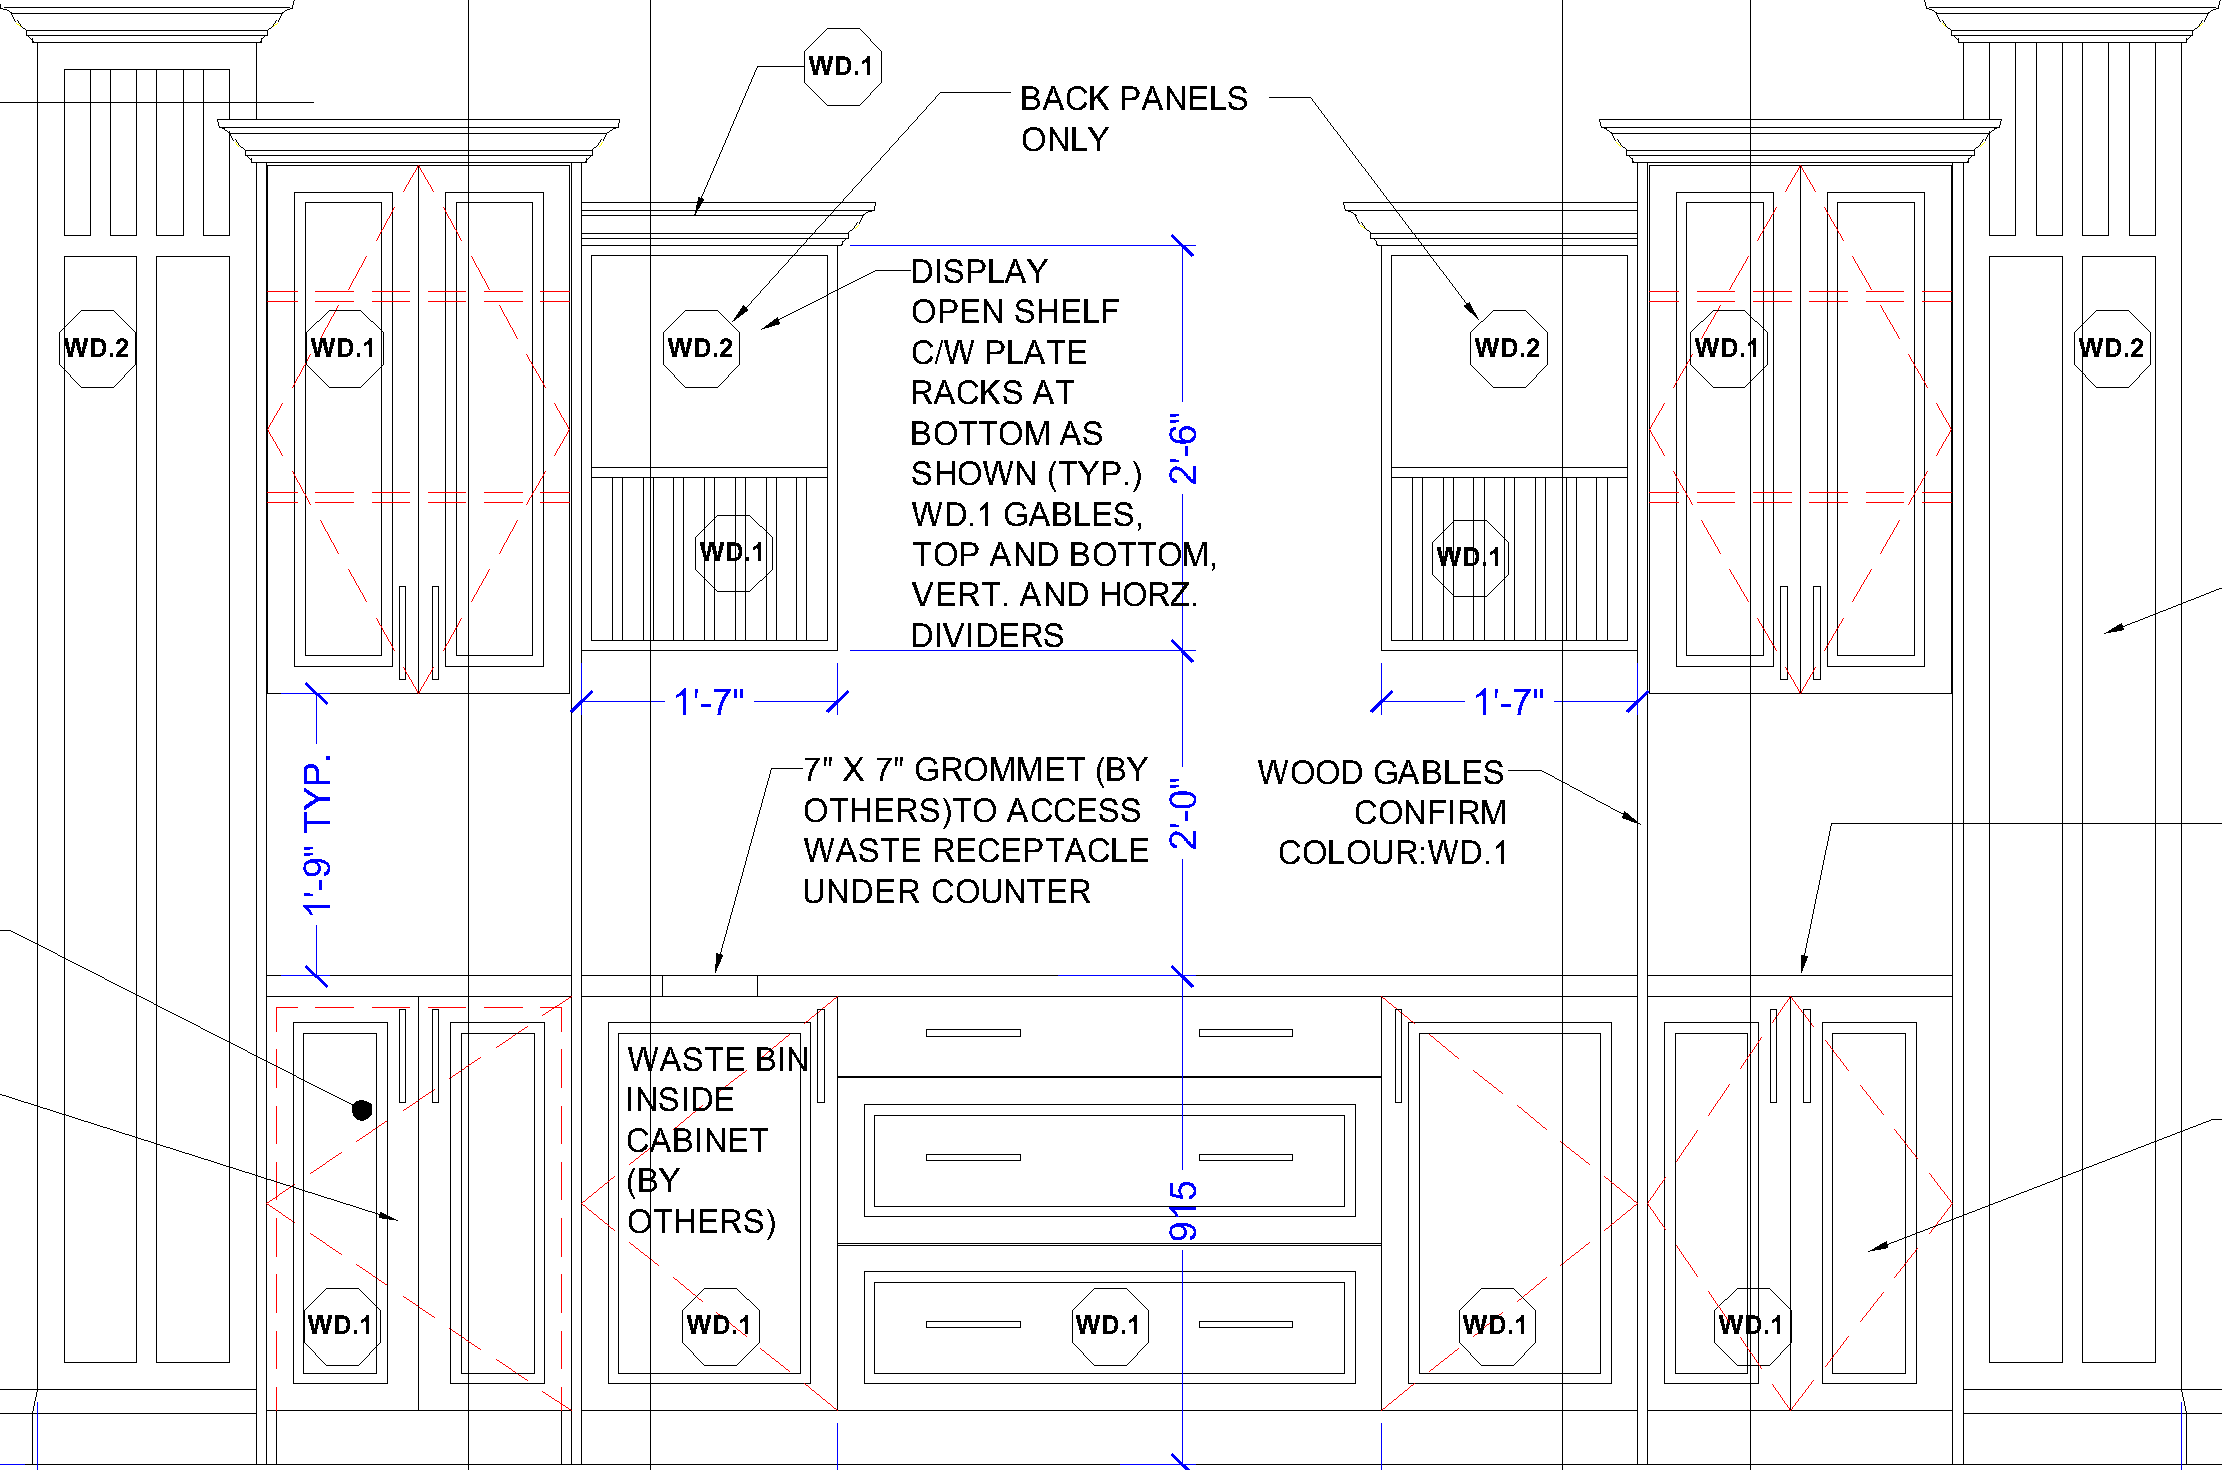 WD.1
BACK PANELS
ONLY
WD.2
WD.1
WD.2
WD.2
WD.1
WD.2
DISPLAY
OPEN SHELF
C/W PLATE
RACKS AT
BOTTOM AS
SHOWN (TYP.)
WD.1 GABLES,
TOP AND BOTTOM,
VERT. AND HORZ.
DIVIDERS
2'-6"
WD.1
WD.1
1'-7"
1'-7"
1'-9" TYP.
7" X 7" GROMMET (BY
OTHERS)TO ACCESS
WASTE RECEPTACLE
UNDER COUNTER
2'-0"
WOOD GABLES
CONFIRM
COLOUR:WD.1
WASTE BIN
INSIDE
CABINET
(BY
OTHERS)
915
WD.1
WD.1
WD.1
WD.1
WD.1